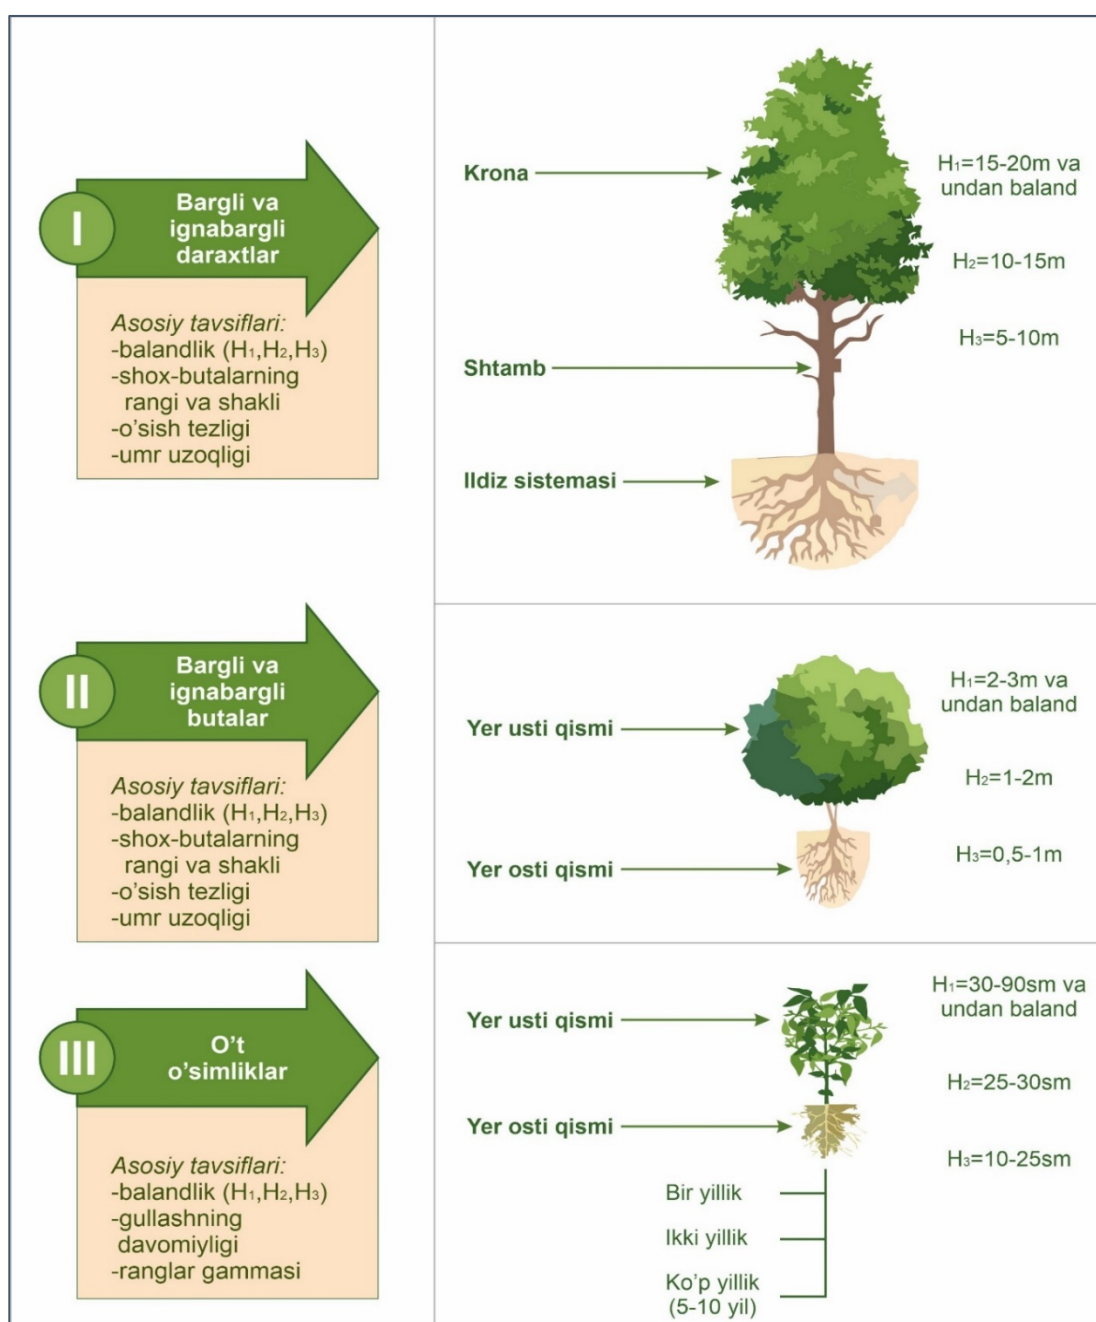 I
Bargli va
ignabargli
daraxtlar
Asosiy tavsiflari:
-balandlik (H₁,H₂,H₃)
-shox-butalarning
rangi va shakli
-o'sish tezligi
-umr uzoqligi
Krona
Shtamb
Ildiz sistemasi
H₁=15-20m va
undan baland
H₂=10-15m
H₃=5-10m
II
Bargli va
ignabargli
butalar
Asosiy tavsiflari:
-balandlik (H₁,H₂,H₃)
-shox-butalarning
rangi va shakli
-o'sish tezligi
-umr uzoqligi
Yer usti qismi
Yer osti qismi
H₁=2-3m va
undan baland
H₂=1-2m
H₃=0,5-1m
III
O't
o'simliklar
Asosiy tavsiflari:
-balandlik (H₁,H₂,H₃)
-gullashning
davomiyligi
-ranglar gammasi
Yer usti qismi
Yer osti qismi
Bir yillik
Ikki yillik
Ko'p yillik
(5-10 yil)
H₁=30-90sm va
undan baland
H₂=25-30sm
H₃=10-25sm